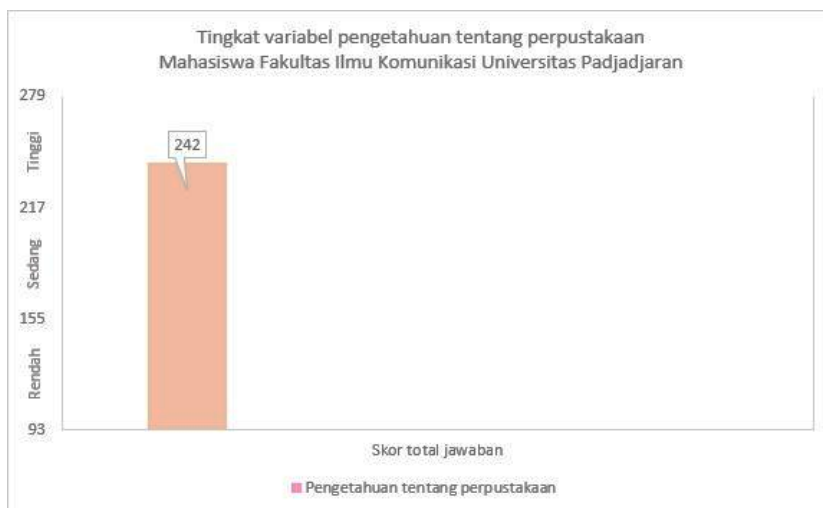 Tingkat variabel pengetahuan tentang perpustakaan
Mahasiswa Fakultas Ilmu Komunikasi Universitas Padjadjaran
279
Tinggi
242
217
Sedang
155
Rendah
93
Skor total jawaban
Pengetahuan tentang perpustakaan